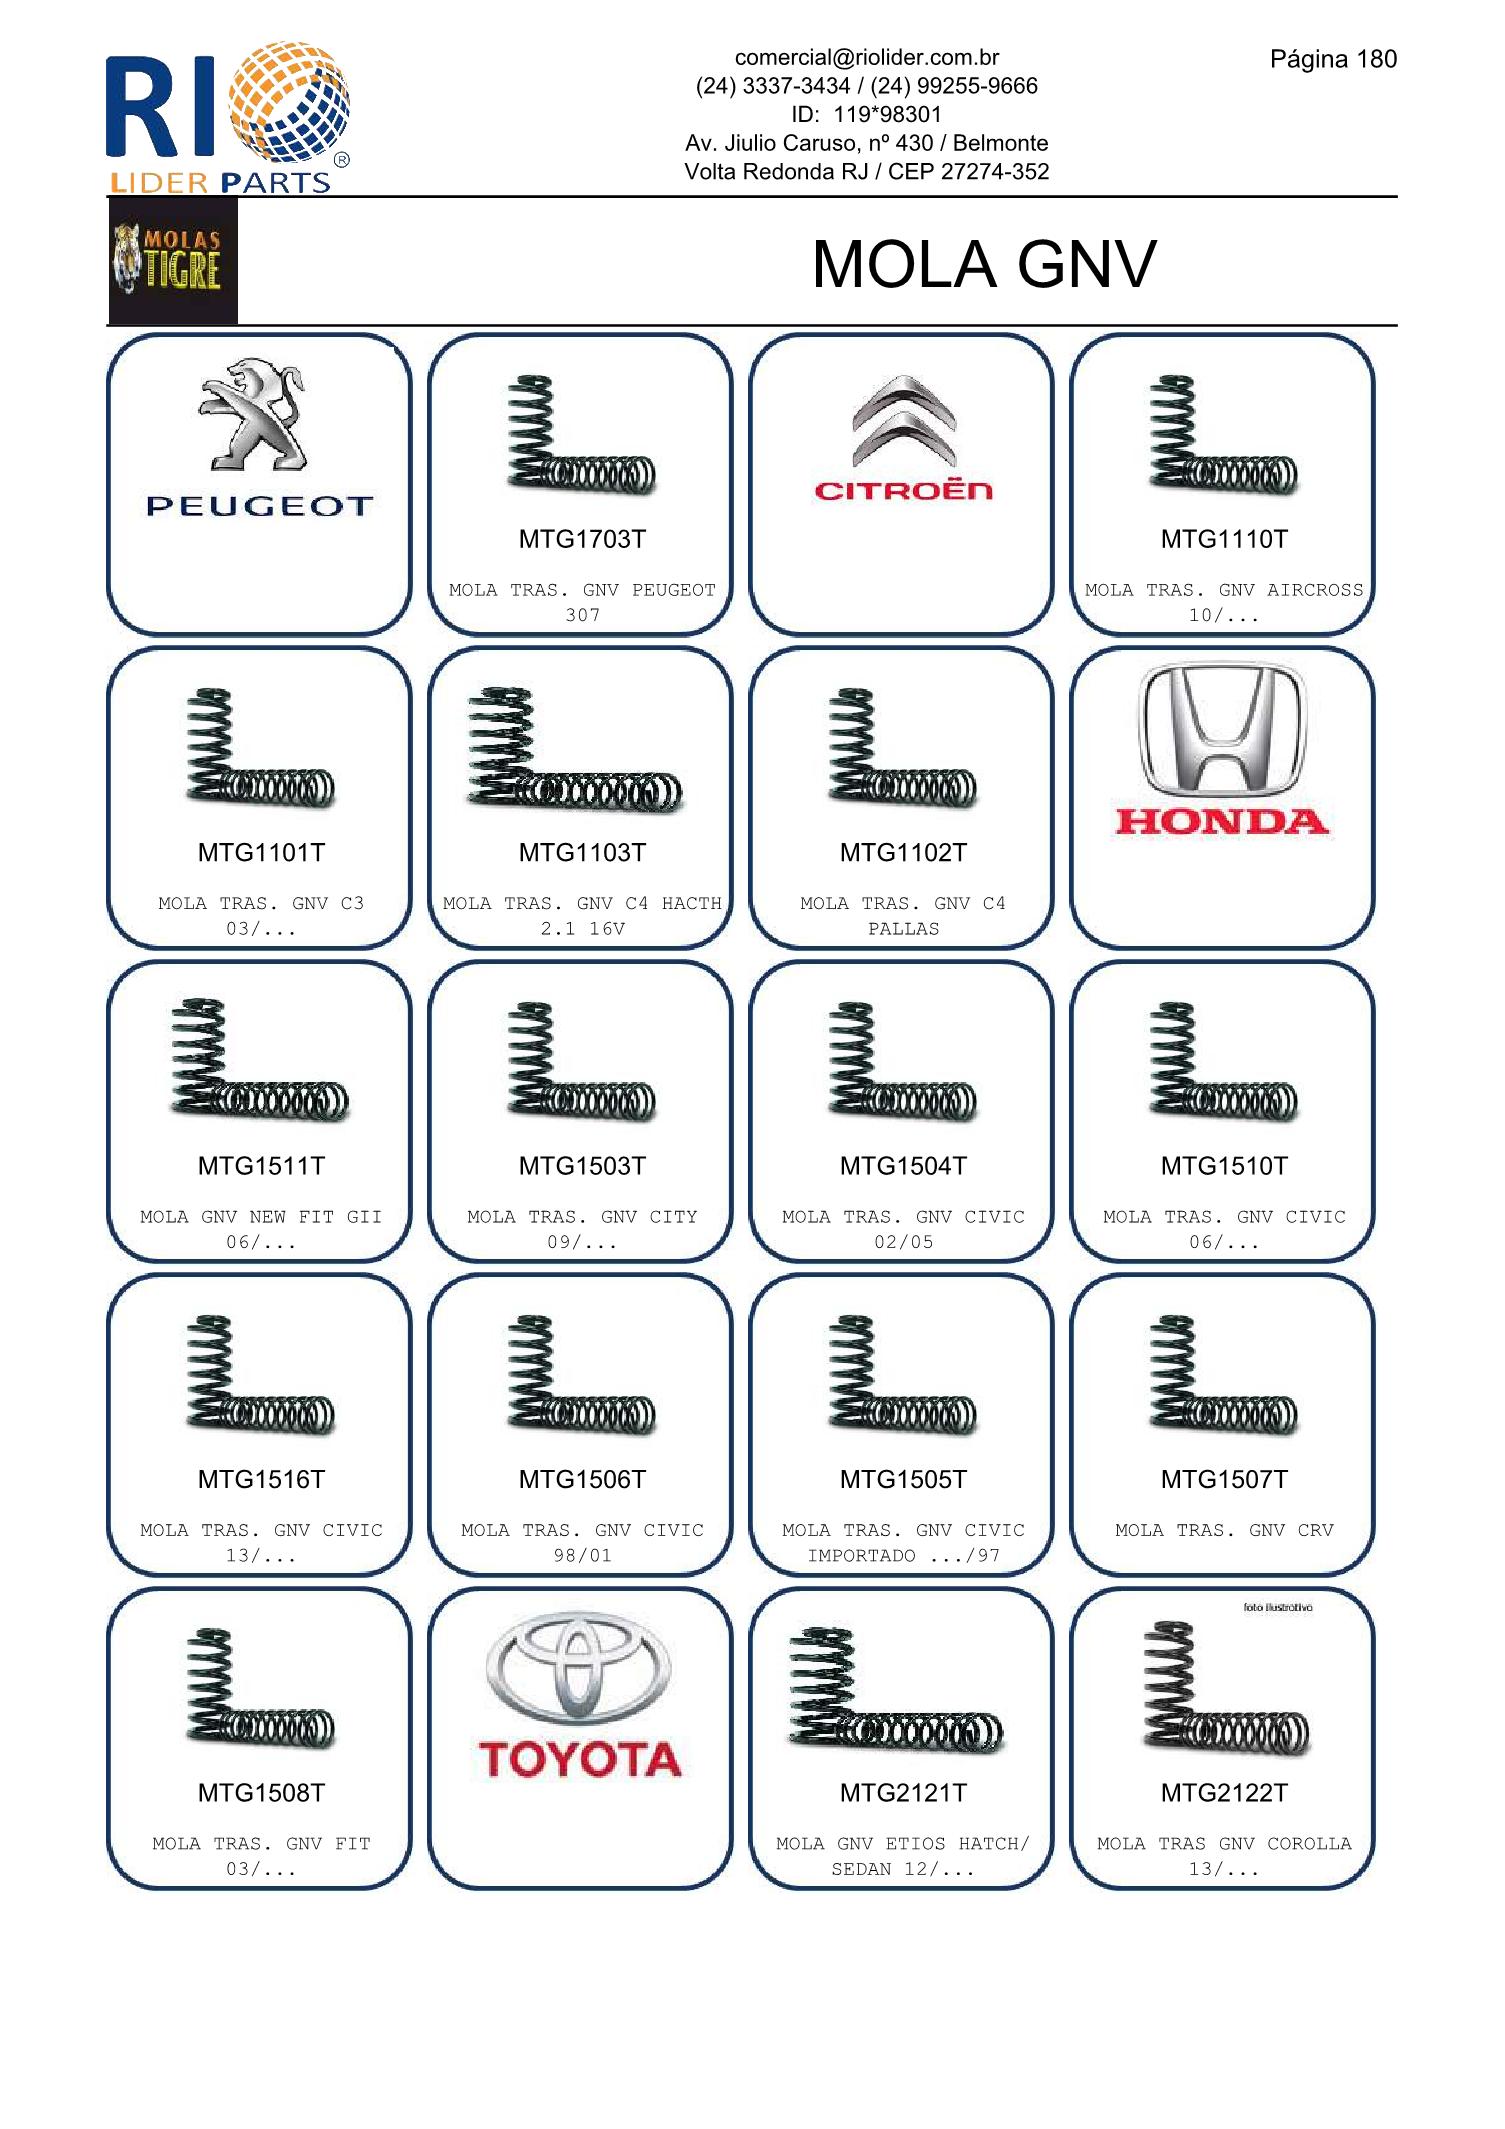 RIO
LIDER PARTS
®
comercial@riolider.com.br
(24) 3337-3434 / (24) 99255-9666
ID:  119*98301
Av. Jiulio Caruso, nº 430 / Belmonte
Volta Redonda RJ / CEP 27274-352
Página 180
MOLAS
TIGRE
MOLA GNV
PEUGEOT
MTG1703T
MOLA TRAS. GNV PEUGEOT
307
CITROËN
MTG1110T
MOLA TRAS. GNV AIRCROSS
10/...
MTG1101T
MOLA TRAS. GNV C3
03/...
MTG1103T
MOLA TRAS. GNV C4 HACTH
2.1 16V
MTG1102T
MOLA TRAS. GNV C4
PALLAS
HONDA
MTG1511T
MOLA GNV NEW FIT GII
06/...
MTG1503T
MOLA TRAS. GNV CITY
09/...
MTG1504T
MOLA TRAS. GNV CIVIC
02/05
MTG1510T
MOLA TRAS. GNV CIVIC
06/...
MTG1516T
MOLA TRAS. GNV CIVIC
13/...
MTG1506T
MOLA TRAS. GNV CIVIC
98/01
MTG1505T
MOLA TRAS. GNV CIVIC
IMPORTADO .../97
MTG1507T
MOLA TRAS. GNV CRV
MTG1508T
MOLA TRAS. GNV FIT
03/...
TOYOTA
MTG2121T
MOLA GNV ETIOS HATCH/
SEDAN 12/...
foto ilustrativa
MTG2122T
MOLA TRAS GNV COROLLA
13/...